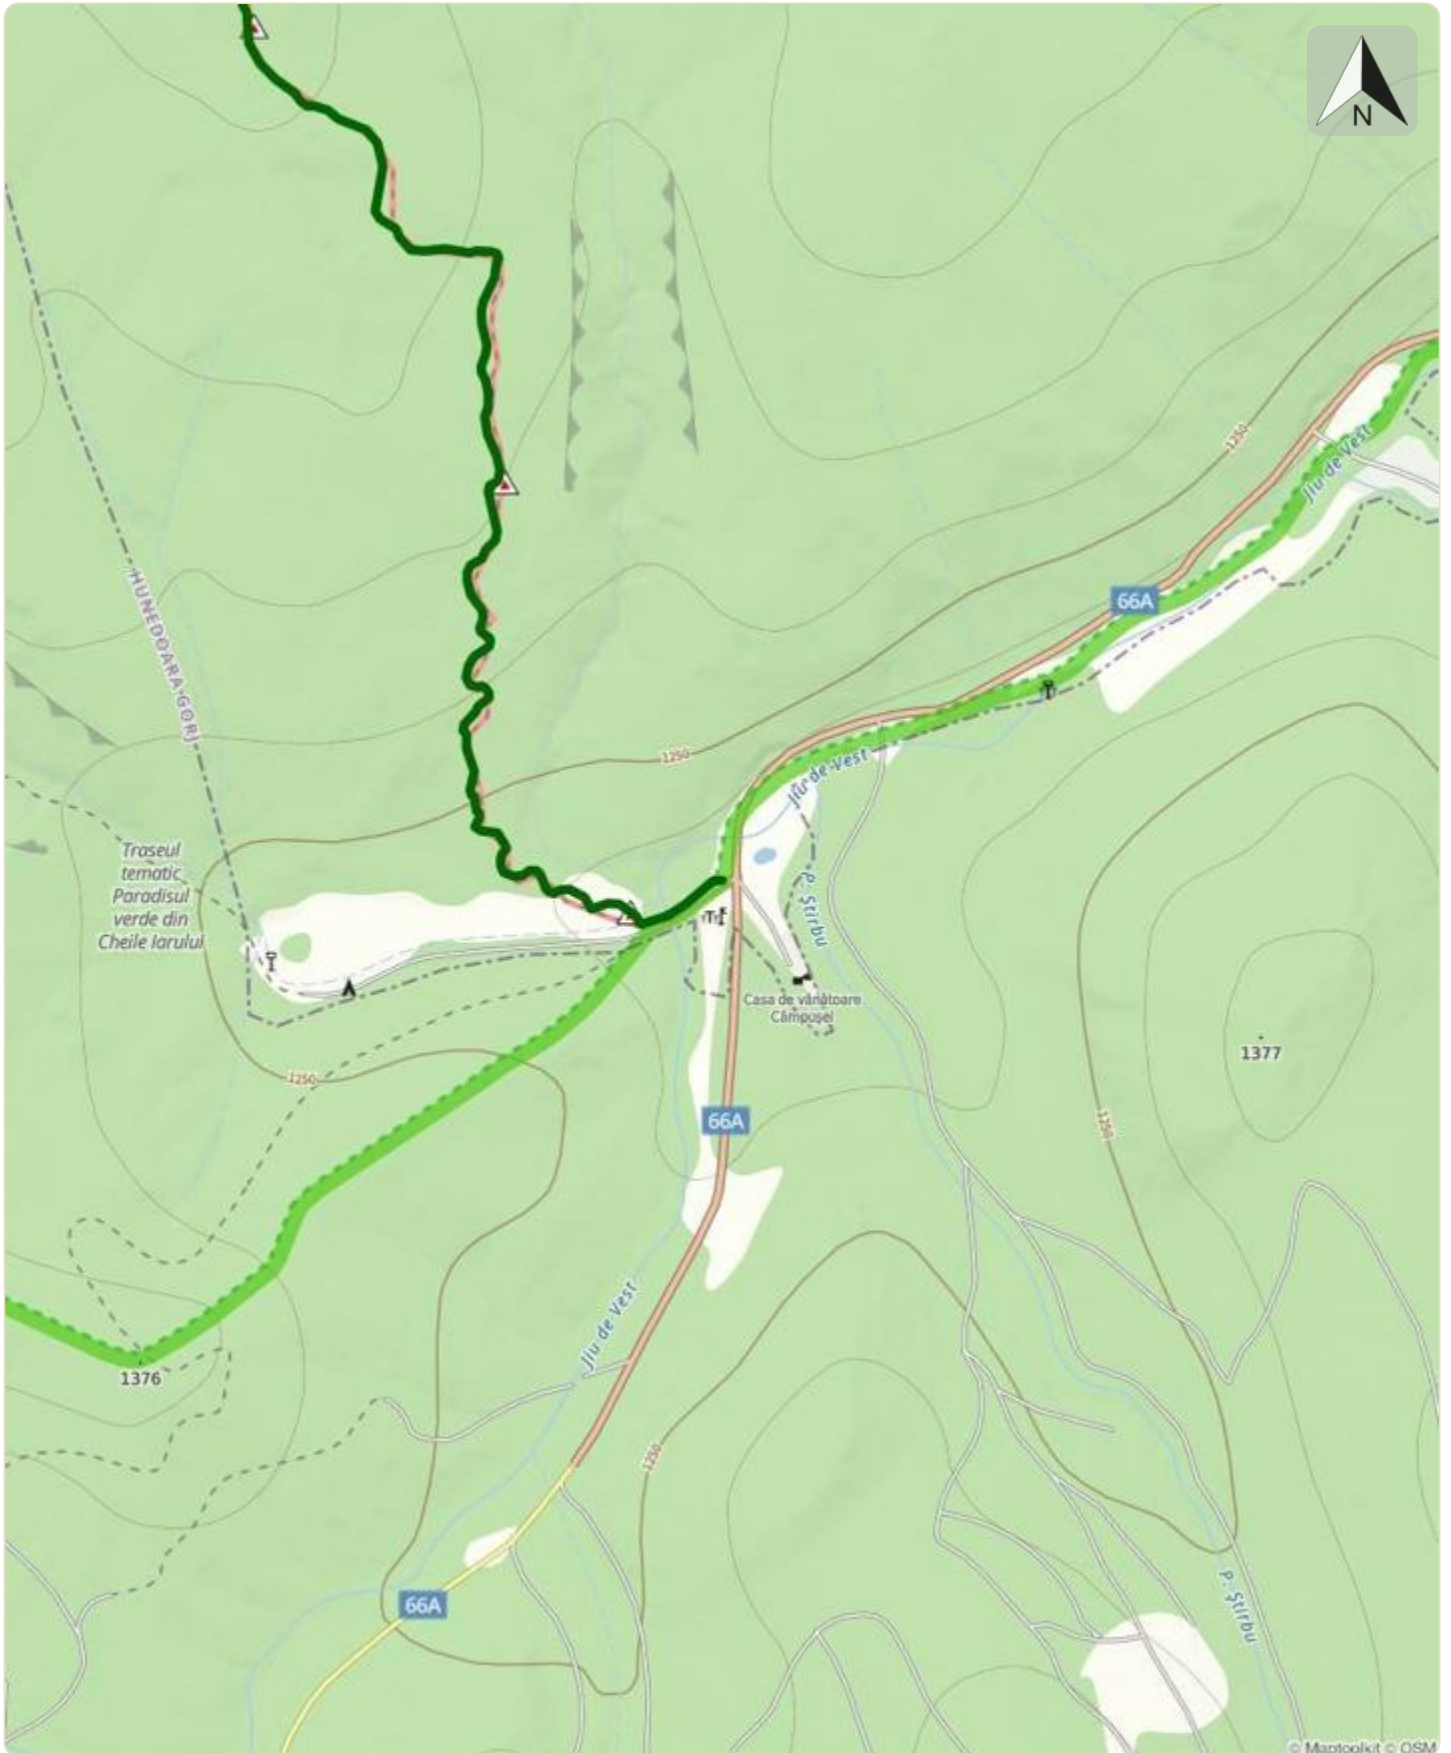 N
1250
Jiu de Vest
66A
HUNEDOARA
GORJ
1250
Jiu de Vest
Traseul
tematic
Paradisul
verde din
Cheile Iarului
P. Știrbu
Casa de vânătoare
Câmpușel
1377
1250
66A
1250
Jiu de Vest
1376
1250
66A
P. Știrbu
© Maptoolkit © OSM